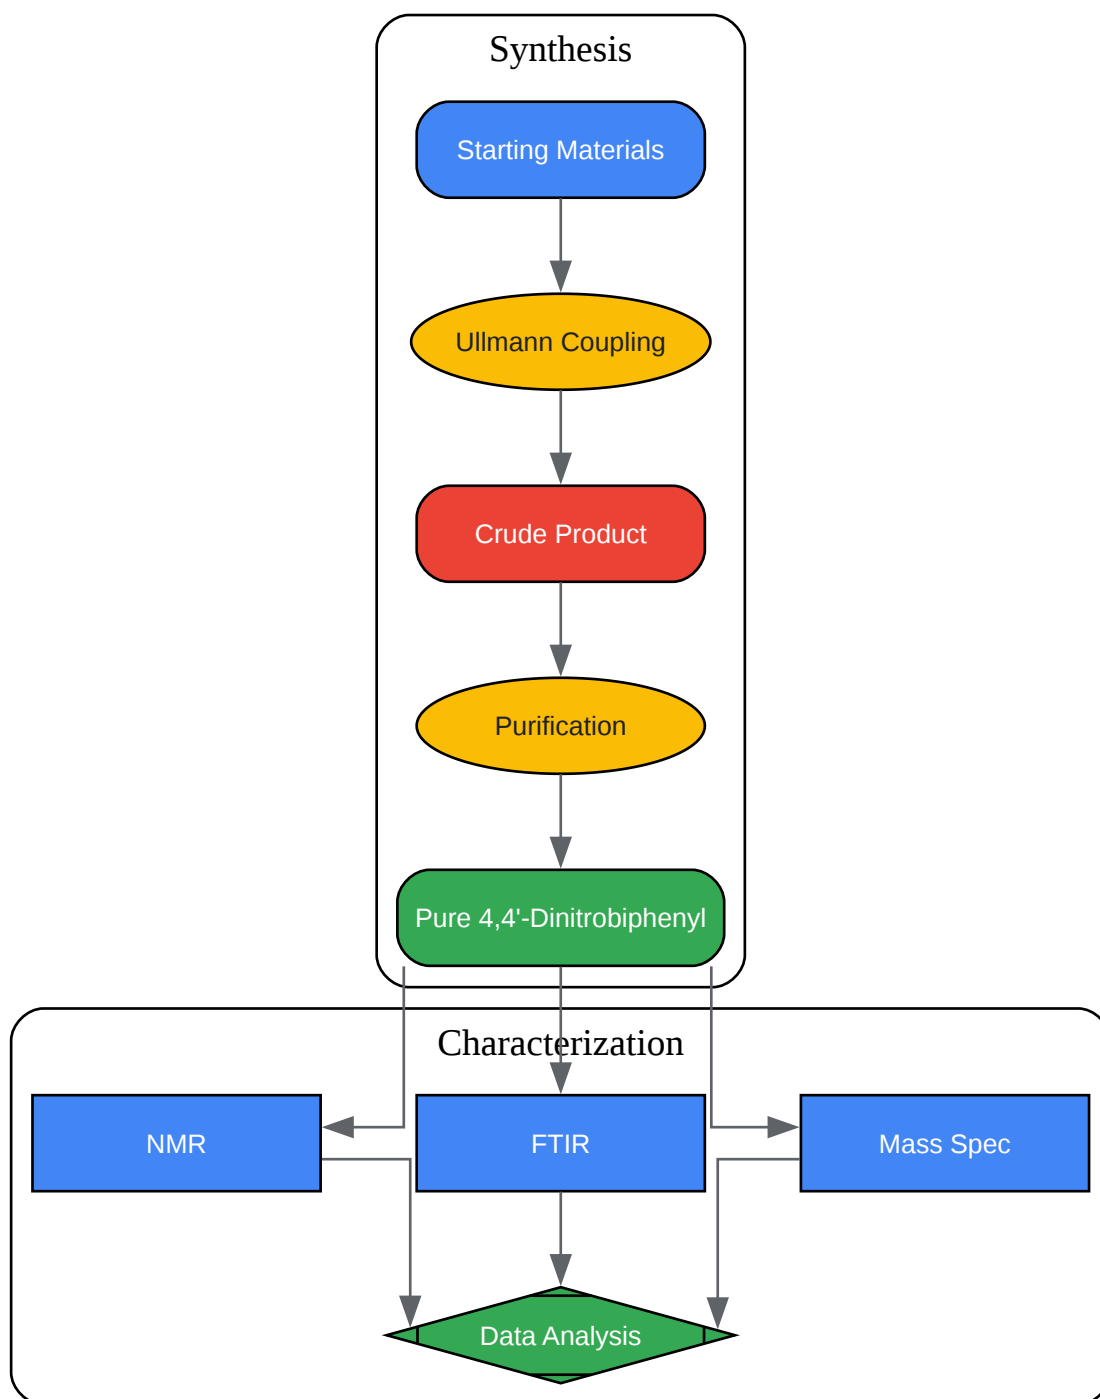 Synthesis
Starting Materials
Ullmann Coupling
Crude Product
Purification
Pure 4,4'-Dinitrobiphenyl
Characterization
NMR
FTIR
Mass Spec
Data Analysis